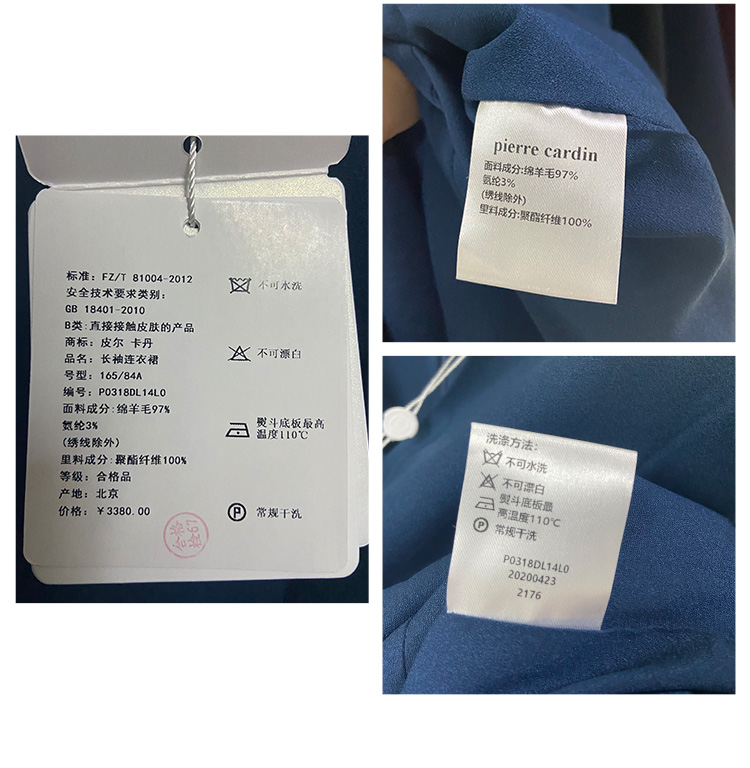 标准：FZ/T 81004-2012
安全技术要求类别：
GB 18401-2010
B类:直接接触皮肤的产品
商标：皮尔 卡丹
品名：长袖连衣裙
号型：165/84A
编号：P0318DL14L0
面料成分:绵羊毛97%
氨纶3%
(绣线除外)
里料成分:聚酯纤维100%
等级：合格品
产地：北京
价格：￥3380.00
不可水洗
不可漂白
熨斗底板最高
温度110℃
P
常规干洗
pierre cardin
面料成分:绵羊毛97%
氨纶3%
(绣线除外)
里料成分:聚酯纤维100%
洗涤方法：
不可水洗
不可漂白
熨斗底板最
高温度110℃
P
常规干洗
P0318DL14L0
20200423
2176